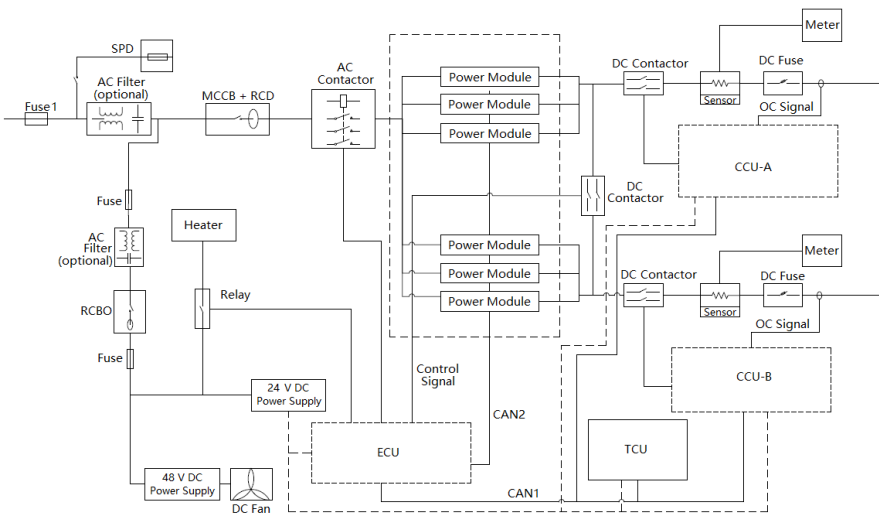 Meter
SPD
AC
Contactor
DC Contactor
DC Fuse
AC Filter
(optional)
MCCB + RCD
Power Module
Fuse1
Power Module
Sensor
OC Signal
Power Module
CCU-A
DC
Contactor
Fuse
Heater
AC
Filter
(optional)
Power Module
Meter
Power Module
DC Contactor
DC Fuse
Relay
Power Module
RCBO
Sensor
OC Signal
Fuse
Control
Signal
CCU-B
24 V DC
Power Supply
CAN2
ECU
TCU
48 V DC
Power Supply
CAN1
DC Fan